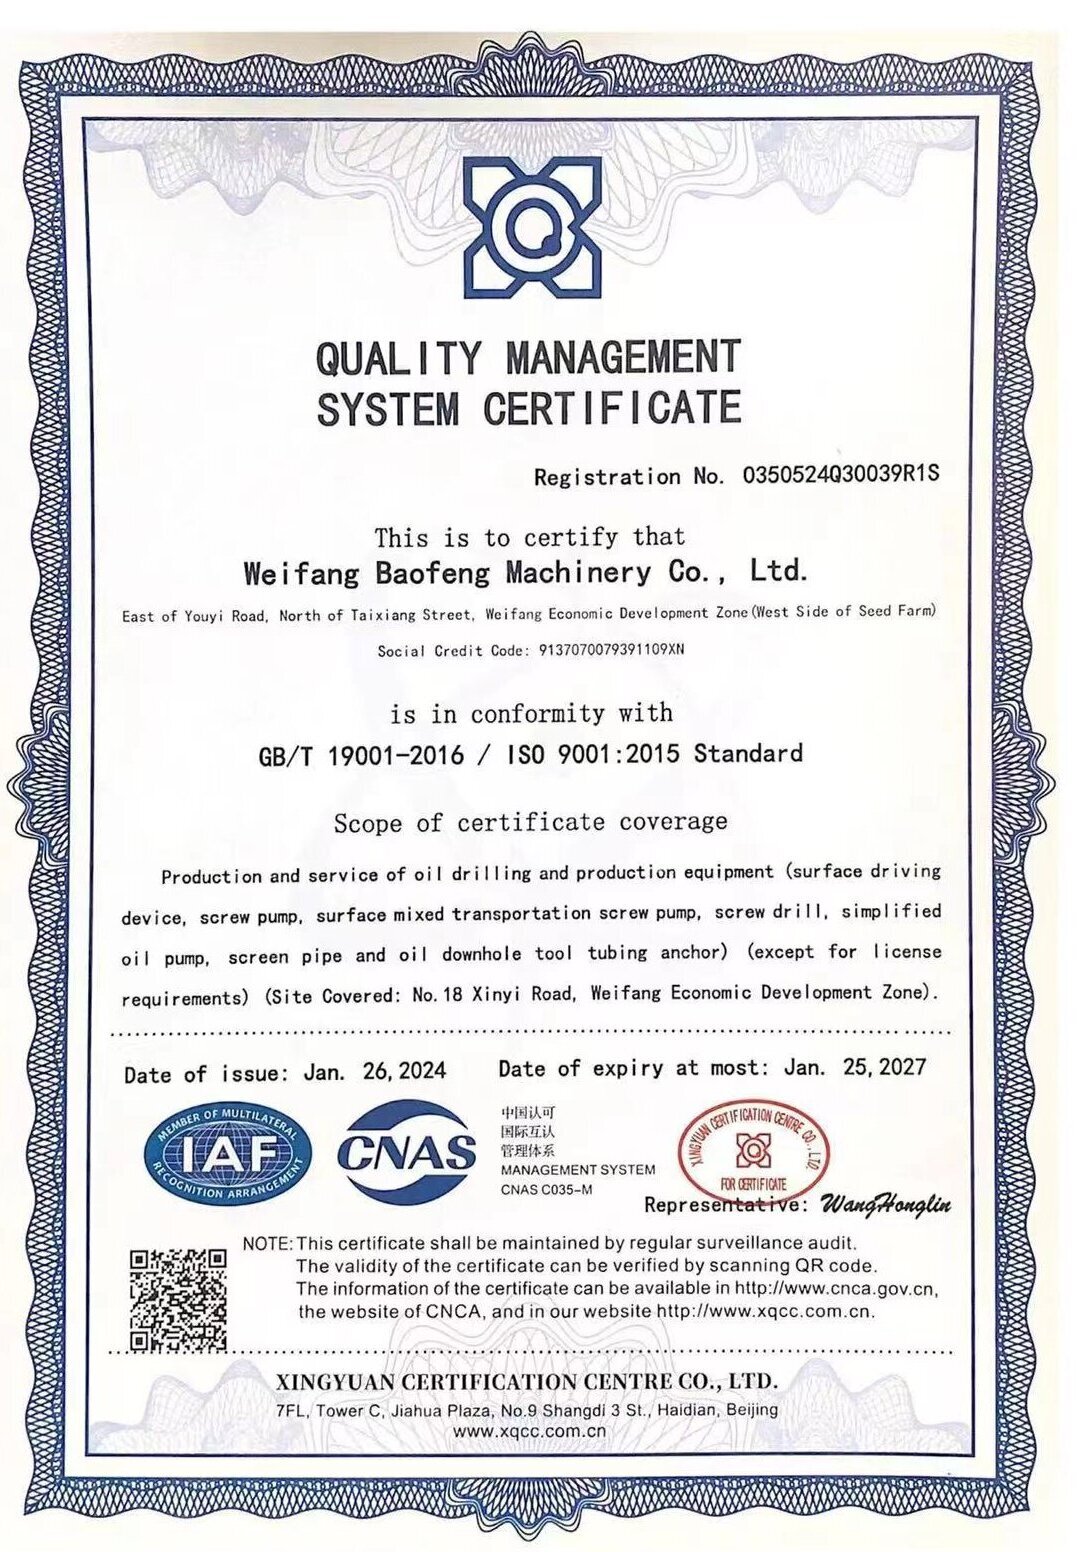 QUALITY MANAGEMENT
SYSTEM CERTIFICATE
Registration No. 0350524Q30039R1S
This is to certify that
Weifang Baofeng Machinery Co., Ltd.
East of Youyi Road, North of Taixiang Street, Weifang Economic Development Zone(West Side of Seed Farm)
Social Credit Code: 9137070079391109XN
is in conformity with
GB/T 19001-2016 / ISO 9001:2015 Standard
Scope of certificate coverage
Production and service of oil drilling and production equipment (surface driving
device, screw pump, surface mixed transportation screw pump, screw drill, simplified
oil pump, screen pipe and oil downhole tool tubing anchor) (except for license
requirements) (Site Covered: No.18 Xinyi Road, Weifang Economic Development Zone).
Date of issue: Jan. 26,2024 Date of expiry at most: Jan. 25,2027
MEMBER OF MULTILATERAL
IAF
RECOGNITION ARRANGEMENT
CNAS
中国认可
国际互认
管理体系
MANAGEMENT SYSTEM
CNAS C035-M
XINGYUAN CERTIFICATION CENTRE CO., LTD.
FOR CERTIFICATE
Representative: WangHonglin
NOTE: This certificate shall be maintained by regular surveillance audit.
The validity of the certificate can be verified by scanning QR code.
The information of the certificate can be available in http://www.cnca.gov.cn,
the website of CNCA, and in our website http://www.xqcc.com.cn.
XINGYUAN CERTIFICATION CENTRE CO., LTD.
7FL, Tower C, Jiahua Plaza, No.9 Shangdi 3 St., Haidian, Beijing
www.xqcc.com.cn